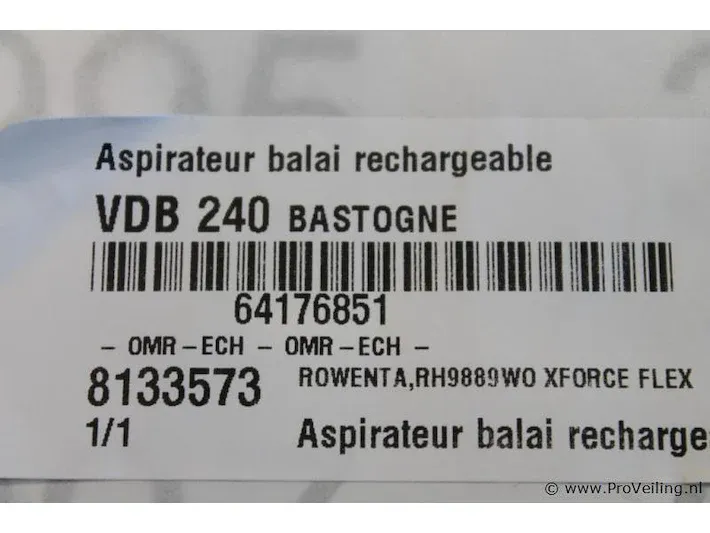 Aspirateur balai rechargeable
VDB 240 BASTOGNE
64176851
- OMR-ECH - OMR-ECH -
8133573 ROWENTA,RH9889WO XFORCE FLEX
1/1 Aspirateur balai recharge
© www.ProVeiling.nl